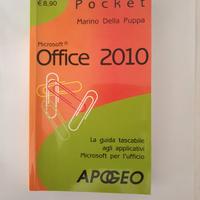 € 8,90
Pocket
Marino Della Puppa
Microsoft®
Office 2010
La guida tascabile
agli applicativi
Microsoft per l'ufficio
APOGEO